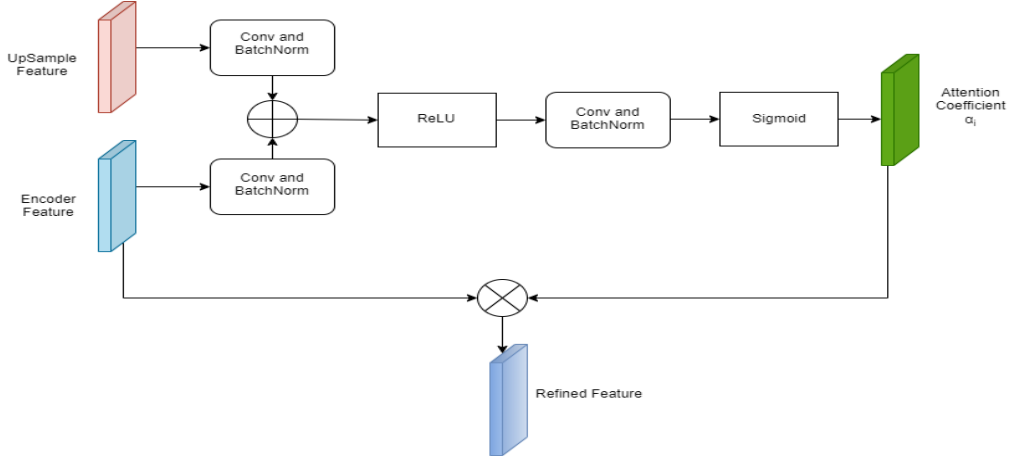 UpSample
Feature
Conv and
BatchNorm
ReLU
Conv and
BatchNorm
Sigmoid
Attention
Coefficient
αi
Encoder
Feature
Conv and
BatchNorm
Refined Feature